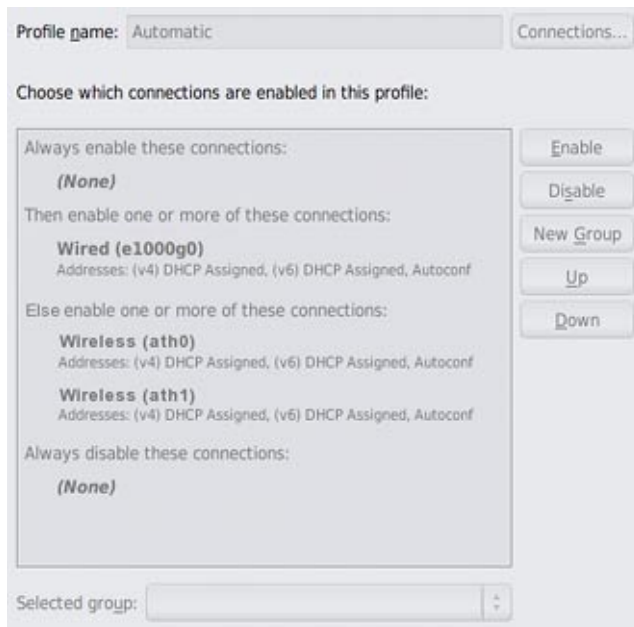 Profile name: Automatic Connections...
Choose which connections are enabled in this profile:
Always enable these connections:
(None)
Then enable one or more of these connections:
Wired (e1000g0)
Addresses: (v4) DHCP Assigned, (v6) DHCP Assigned, Autoconf
Else enable one or more of these connections:
Wireless (ath0)
Addresses: (v4) DHCP Assigned, (v6) DHCP Assigned, Autoconf
Wireless (ath1)
Addresses: (v4) DHCP Assigned, (v6) DHCP Assigned, Autoconf
Always disable these connections:
(None)
Enable
Disable
New Group
Up
Down
Selected group: